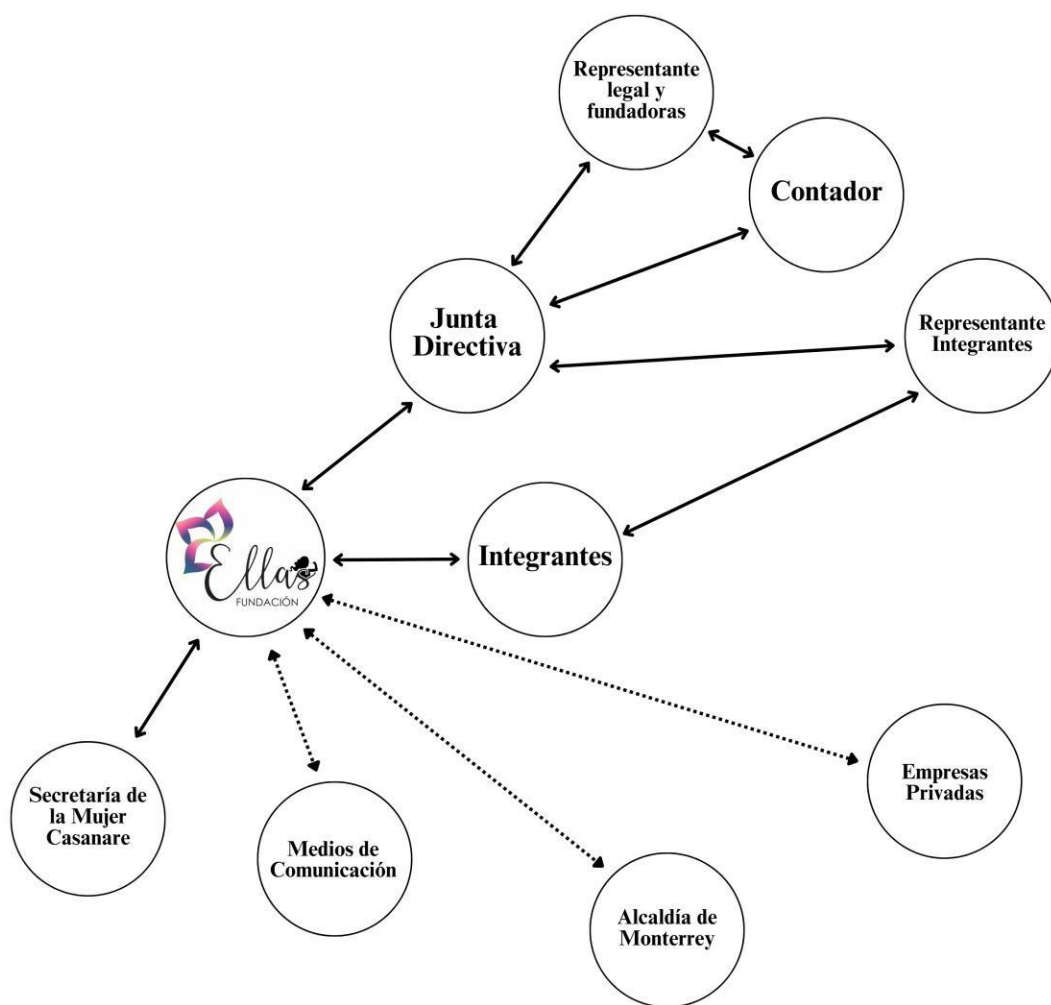 Representante
legal y
fundadoras
Contador
Junta
Directiva
Representante
Integrantes
Ellas
FUNDACIÓN
Integrantes
Secretaría de
la Mujer
Casanare
Medios de
Comunicación
Alcaldía de
Monterrey
Empresas
Privadas